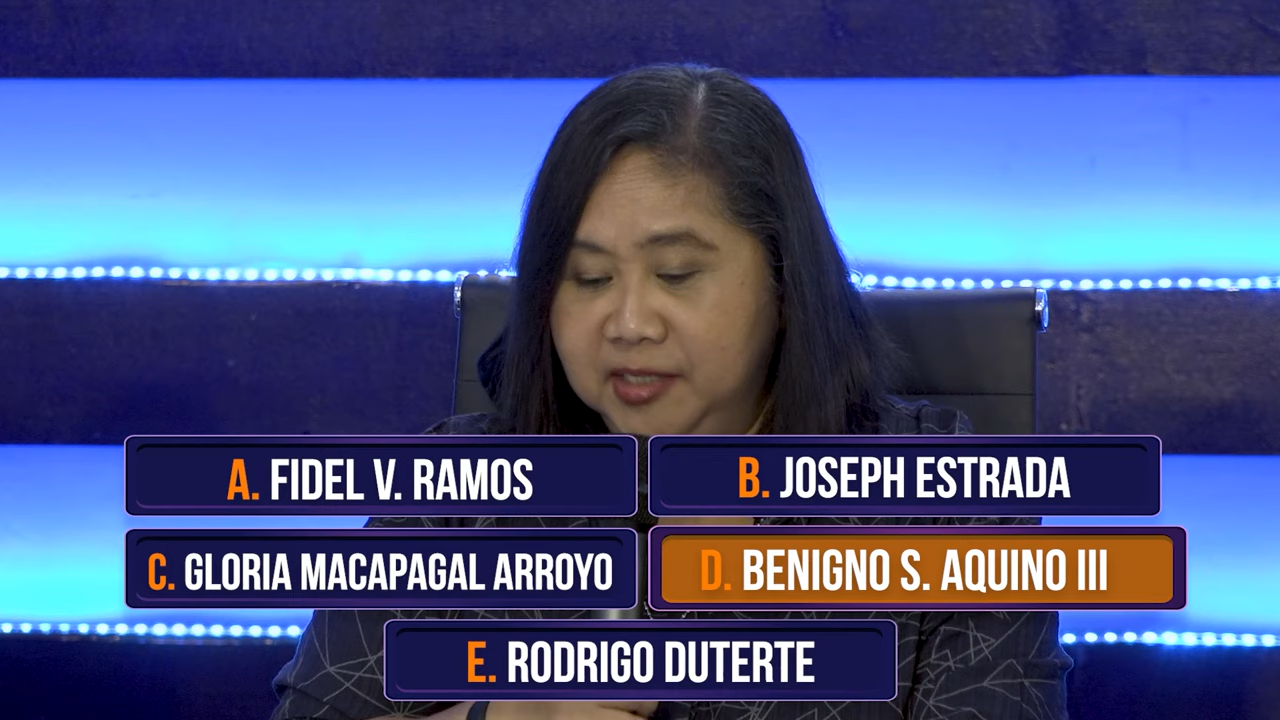 A. FIDEL V. RAMOS
B. JOSEPH ESTRADA
C. GLORIA MACAPAGAL ARROYO
D. BENIGNO S. AQUINO III
E. RODRIGO DUTERTE